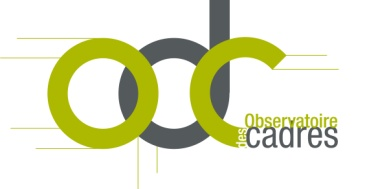 odc
Observatoire
des cadres